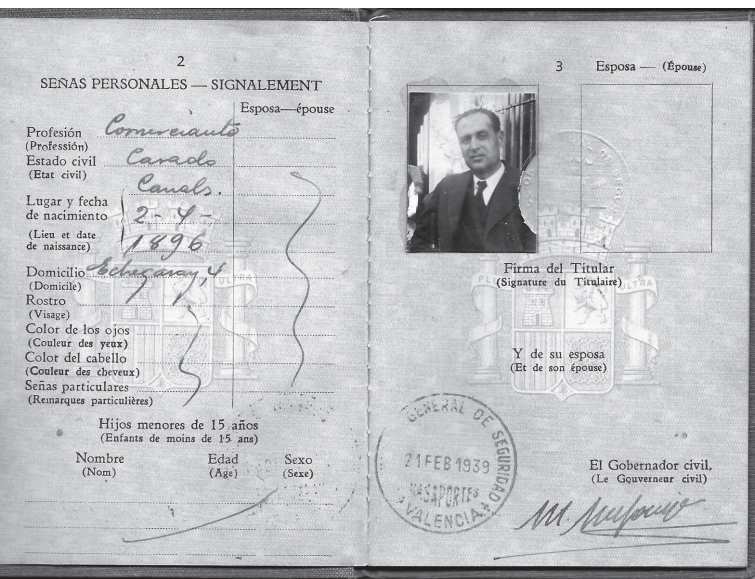 2
SEÑAS PERSONALES — SIGNALEMENT
Esposa—épouse
Profesión Comerciante
(Professión)
Estado civil Casado
(Etat civil)
Canals.
Lugar y fecha
de nacimiento 2-4-
(Lieu et date
de naissance) 1896
Domicilio Echegaray, 4
(Domicile)
Rostro
(Visage)
Color de los ojos
(Couleur des yeux)
Color del cabello
(Couleur des cheveux)
Señas particulares
(Remarques particulières)
Hijos menores de 15 años
(Enfants de moins de 15 ans)
Nombre Edad Sexo
(Nom) (Age) (Sexe)
3 Esposa — (Épouse)
Firma del Titular
(Signature du Titulaire)
PL ULTRA
Y de su esposa
(Et de son épouse)
GENERAL DE SEGURIDAD
21 FEB 1939
PASAPORTES
VALENCIA
El Gobernador civil,
(Le Gouverneur civil)
M.